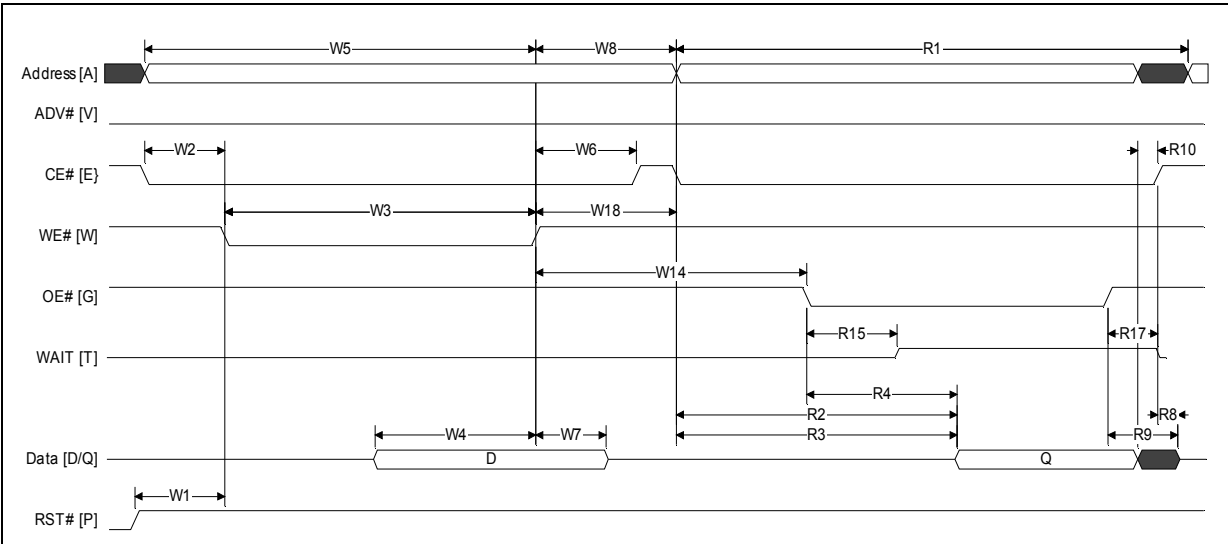 W5 W8 R1
Address [A]
ADV# [V]
W2 W6 R10
CE# [E}
W3 W18
WE# [W]
W14
OE# [G]
R15 R17
WAIT [T]
R4
R2 R8
W4 W7 R3 R9
Data [D/Q] D Q
W1
RST# [P]